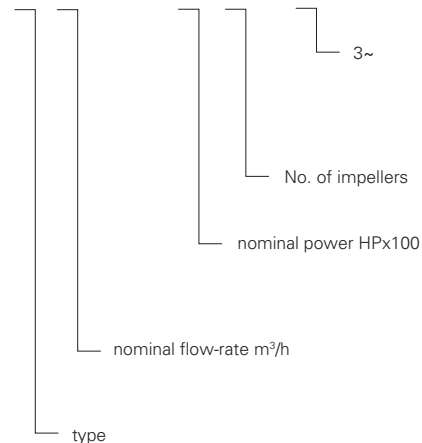 3~
No. of impellers
nominal power HPx100
nominal flow-rate m³/h
type